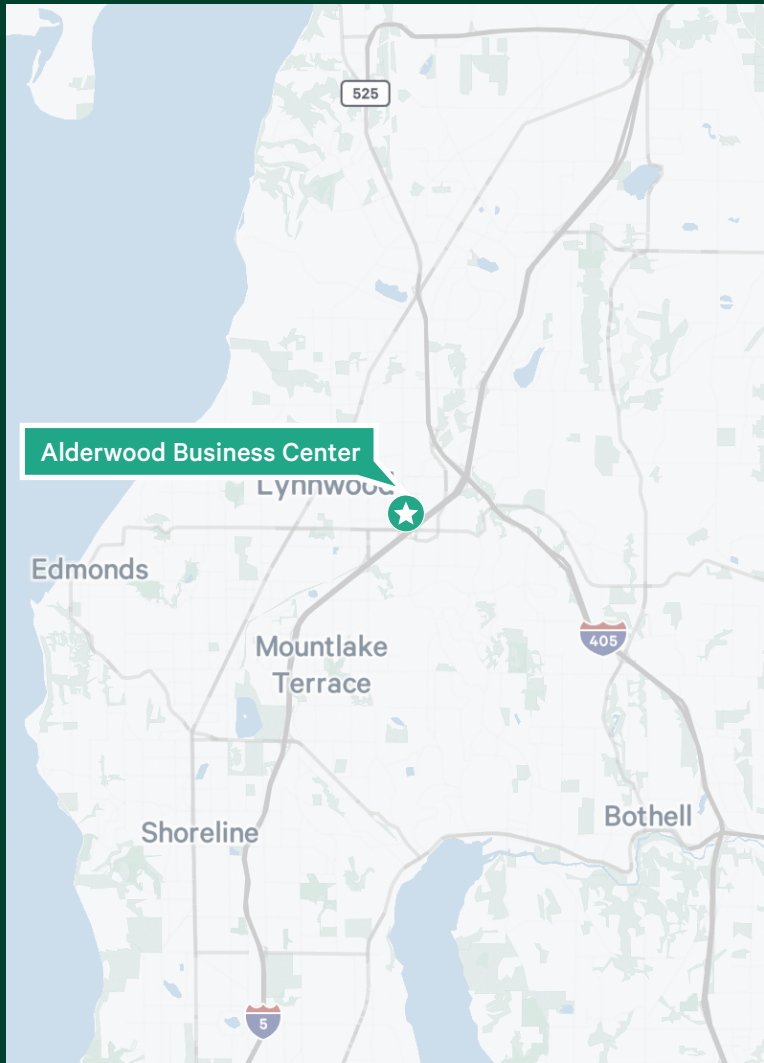 525
Alderwood Business Center
Lynnwood
Edmonds
405
Mountlake
Terrace
Bothell
Shoreline
5